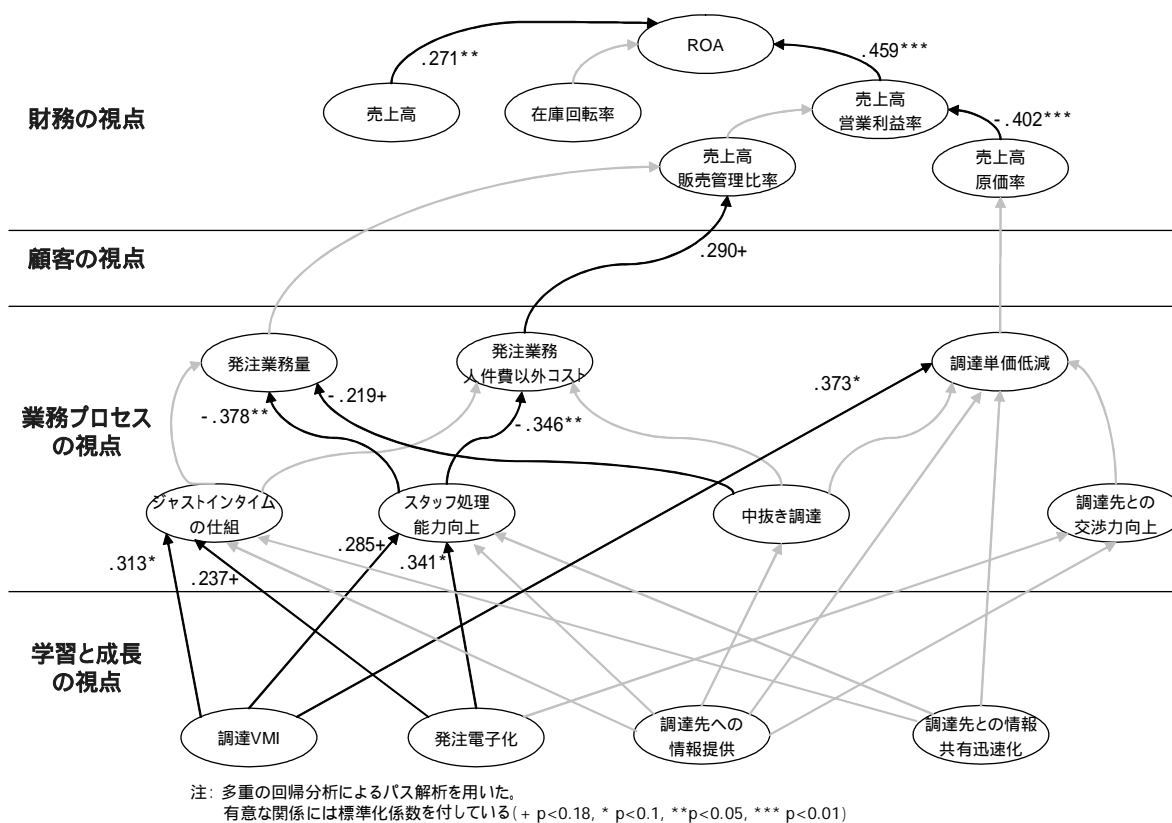 ROA
.271**
.459***
売上高
在庫回転率
売上高
営業利益率
財務の視点
-.402***
売上高
販売管理比率
売上高
原価率
顧客の視点
.290+
発注業務量
発注業務
人件費以外コスト
調達単価低減
.373*
-.219+
-.378**
-.346**
業務プロセス
の視点
ジャストインタイム
の仕組
スタッフ処理
能力向上
中抜き調達
調達先との
交渉力向上
.313*
.237+
.285+
.341*
学習と成長
の視点
調達VMI
発注電子化
調達先への
情報提供
調達先との情報
共有迅速化
注: 多重の回帰分析によるパス解析を用いた。
有意な関係には標準化係数を付している(+ p<0.18, * p<0.1, **p<0.05, *** p<0.01)